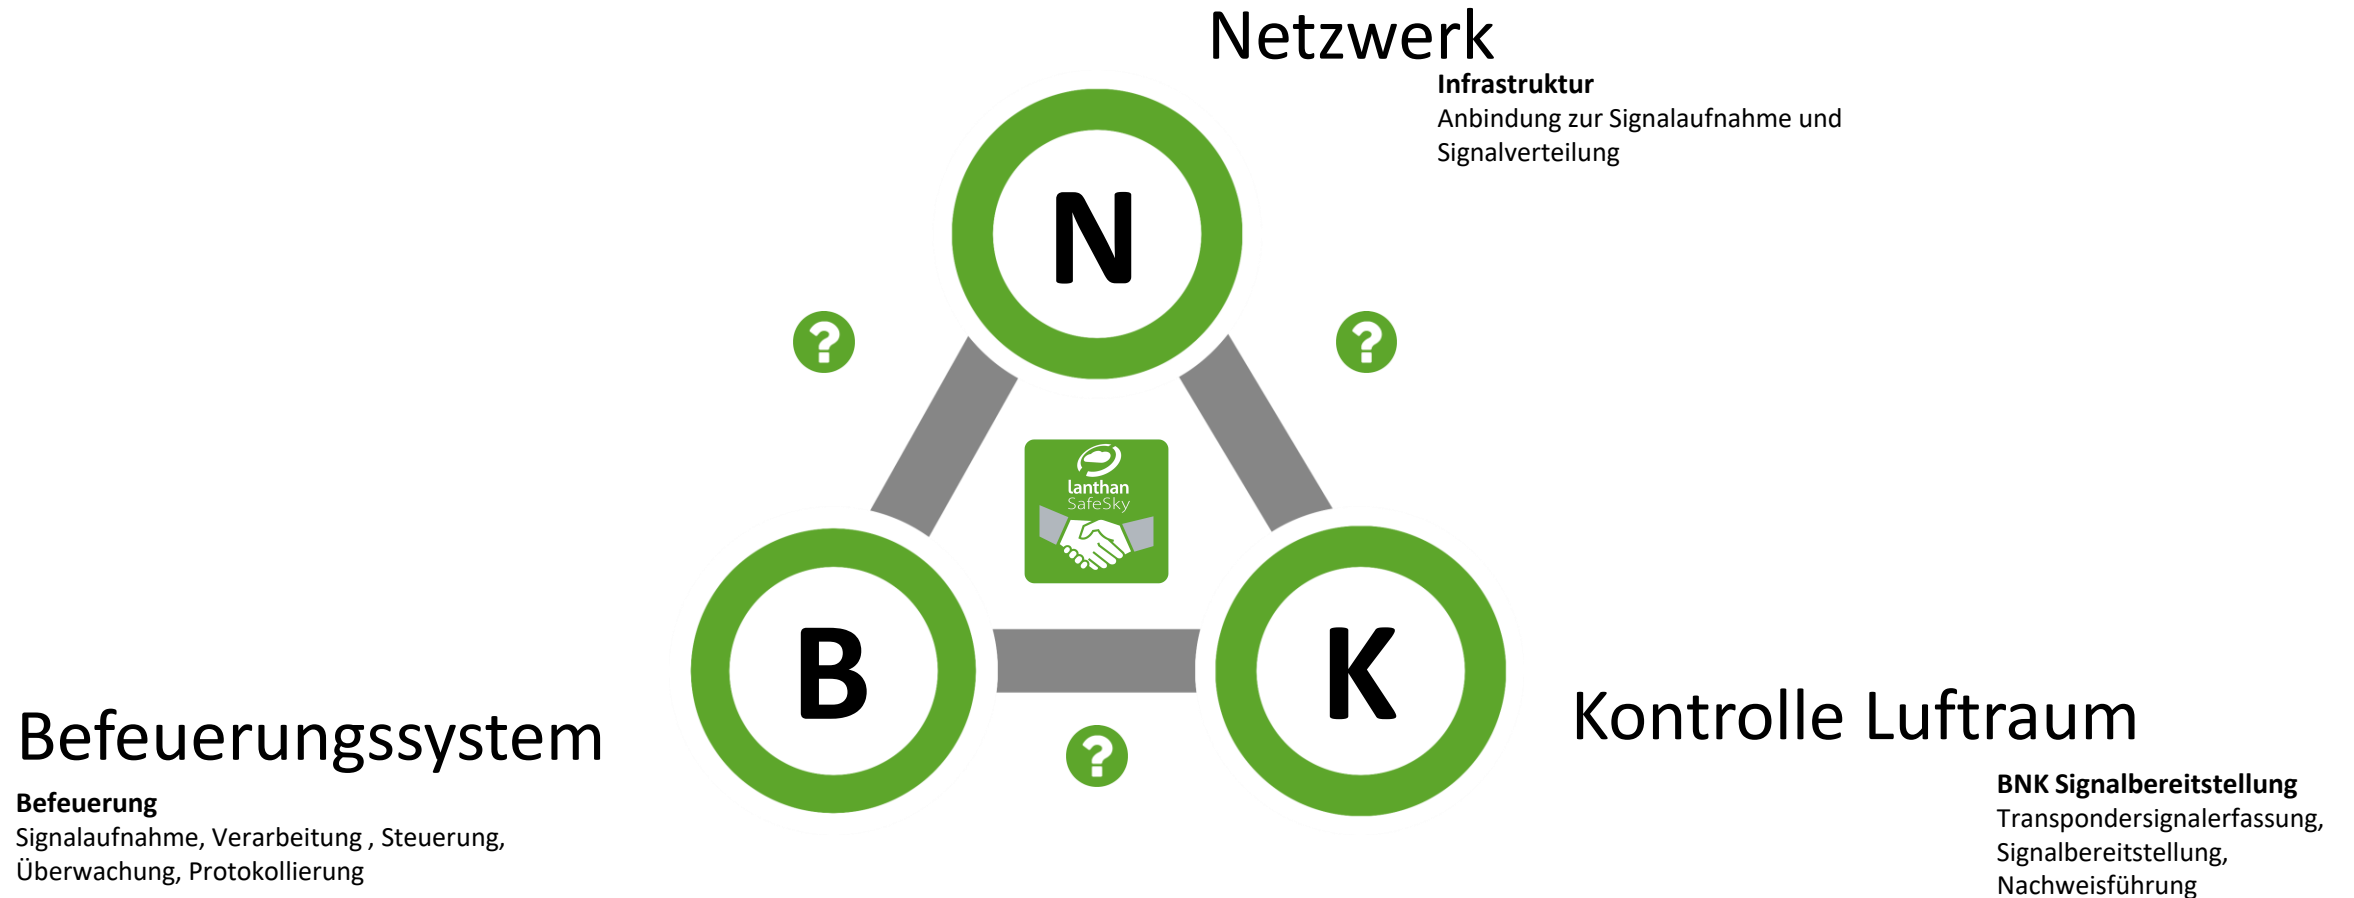 Netzwerk
Infrastruktur
Anbindung zur Signalaufnahme und
Signalverteilung
N
?
?
lanthan
SafeSky
B
K
?
Befeuerungssystem
Befeuerung
Signalaufnahme, Verarbeitung , Steuerung,
Überwachung, Protokollierung
Kontrolle Luftraum
BNK Signalbereitstellung
Transpondersignalerfassung,
Signalbereitstellung,
Nachweisführung